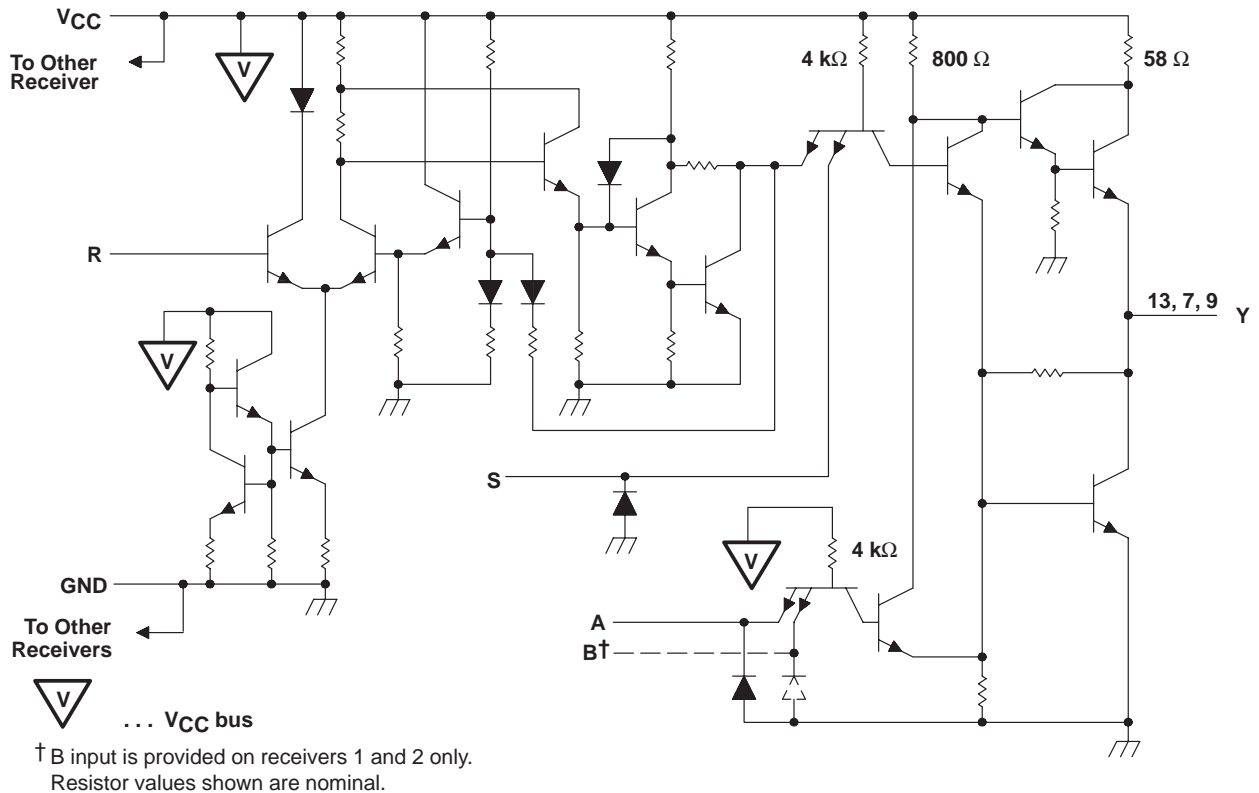 VCC
To Other
Receiver
V
4 kΩ
800 Ω
58 Ω
R
V
13, 7, 9
Y
S
V
4 kΩ
GND
To Other
Receivers
A
B†
V
. . . VCC bus
† B input is provided on receivers 1 and 2 only.
Resistor values shown are nominal.